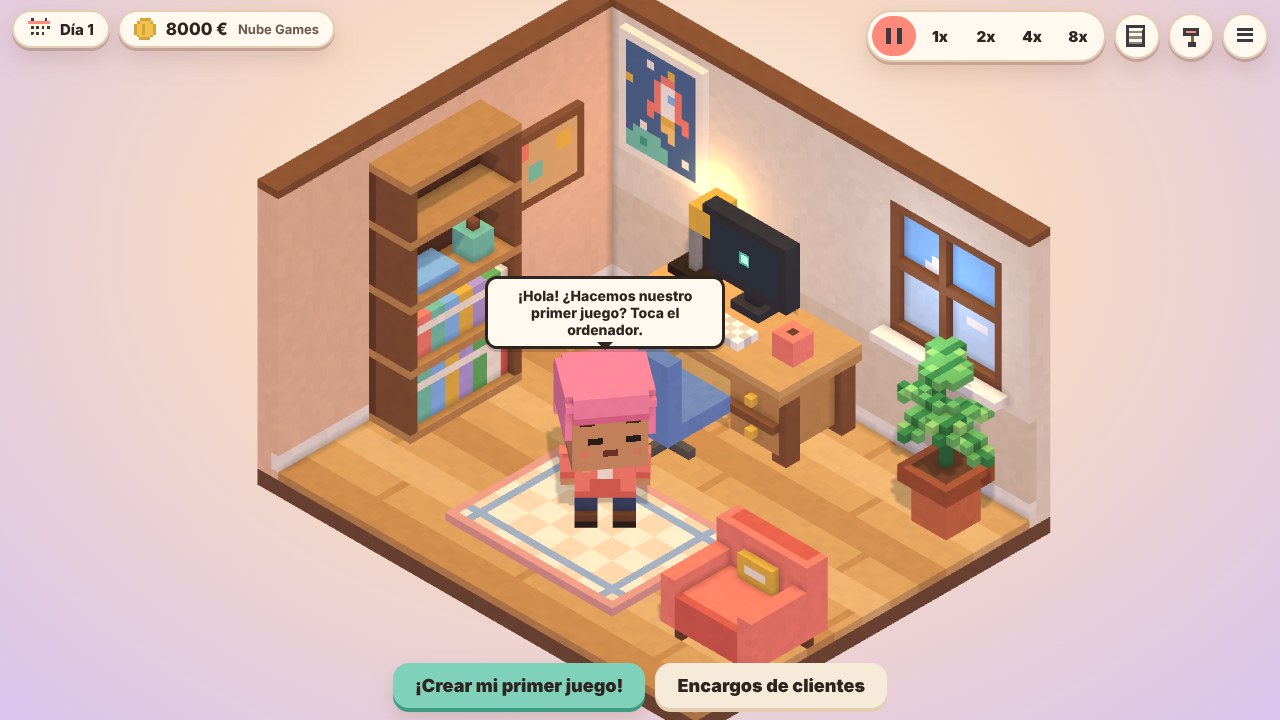 Día 1
8000 € Nube Games
1x 2x 4x 8x
¡Hola! ¿Hacemos nuestro
primer juego? Toca el
ordenador.
¡Crear mi primer juego!
Encargos de clientes